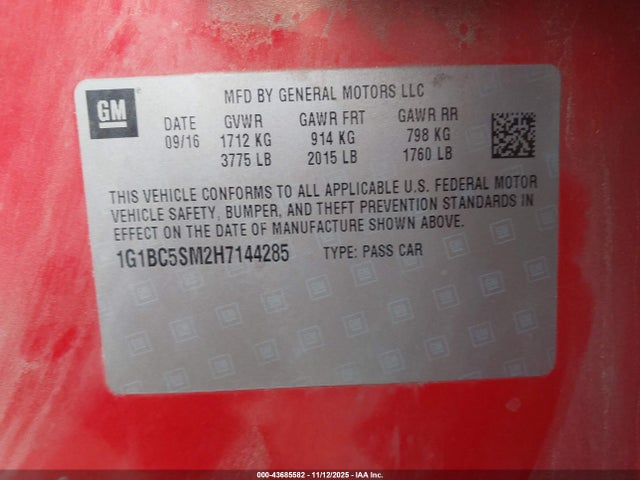 GM
MFD BY GENERAL MOTORS LLC
DATE GVWR GAWR FRT GAWR RR
09/16 1712 KG 914 KG 798 KG
3775 LB 2015 LB 1760 LB
THIS VEHICLE CONFORMS TO ALL APPLICABLE U.S. FEDERAL MOTOR
VEHICLE SAFETY, BUMPER, AND THEFT PREVENTION STANDARDS IN
EFFECT ON THE DATE OF MANUFACTURE SHOWN ABOVE.
1G1BC5SM2H7144285 TYPE: PASS CAR
000-43685582 - 11/12/2025 - IAA Inc.